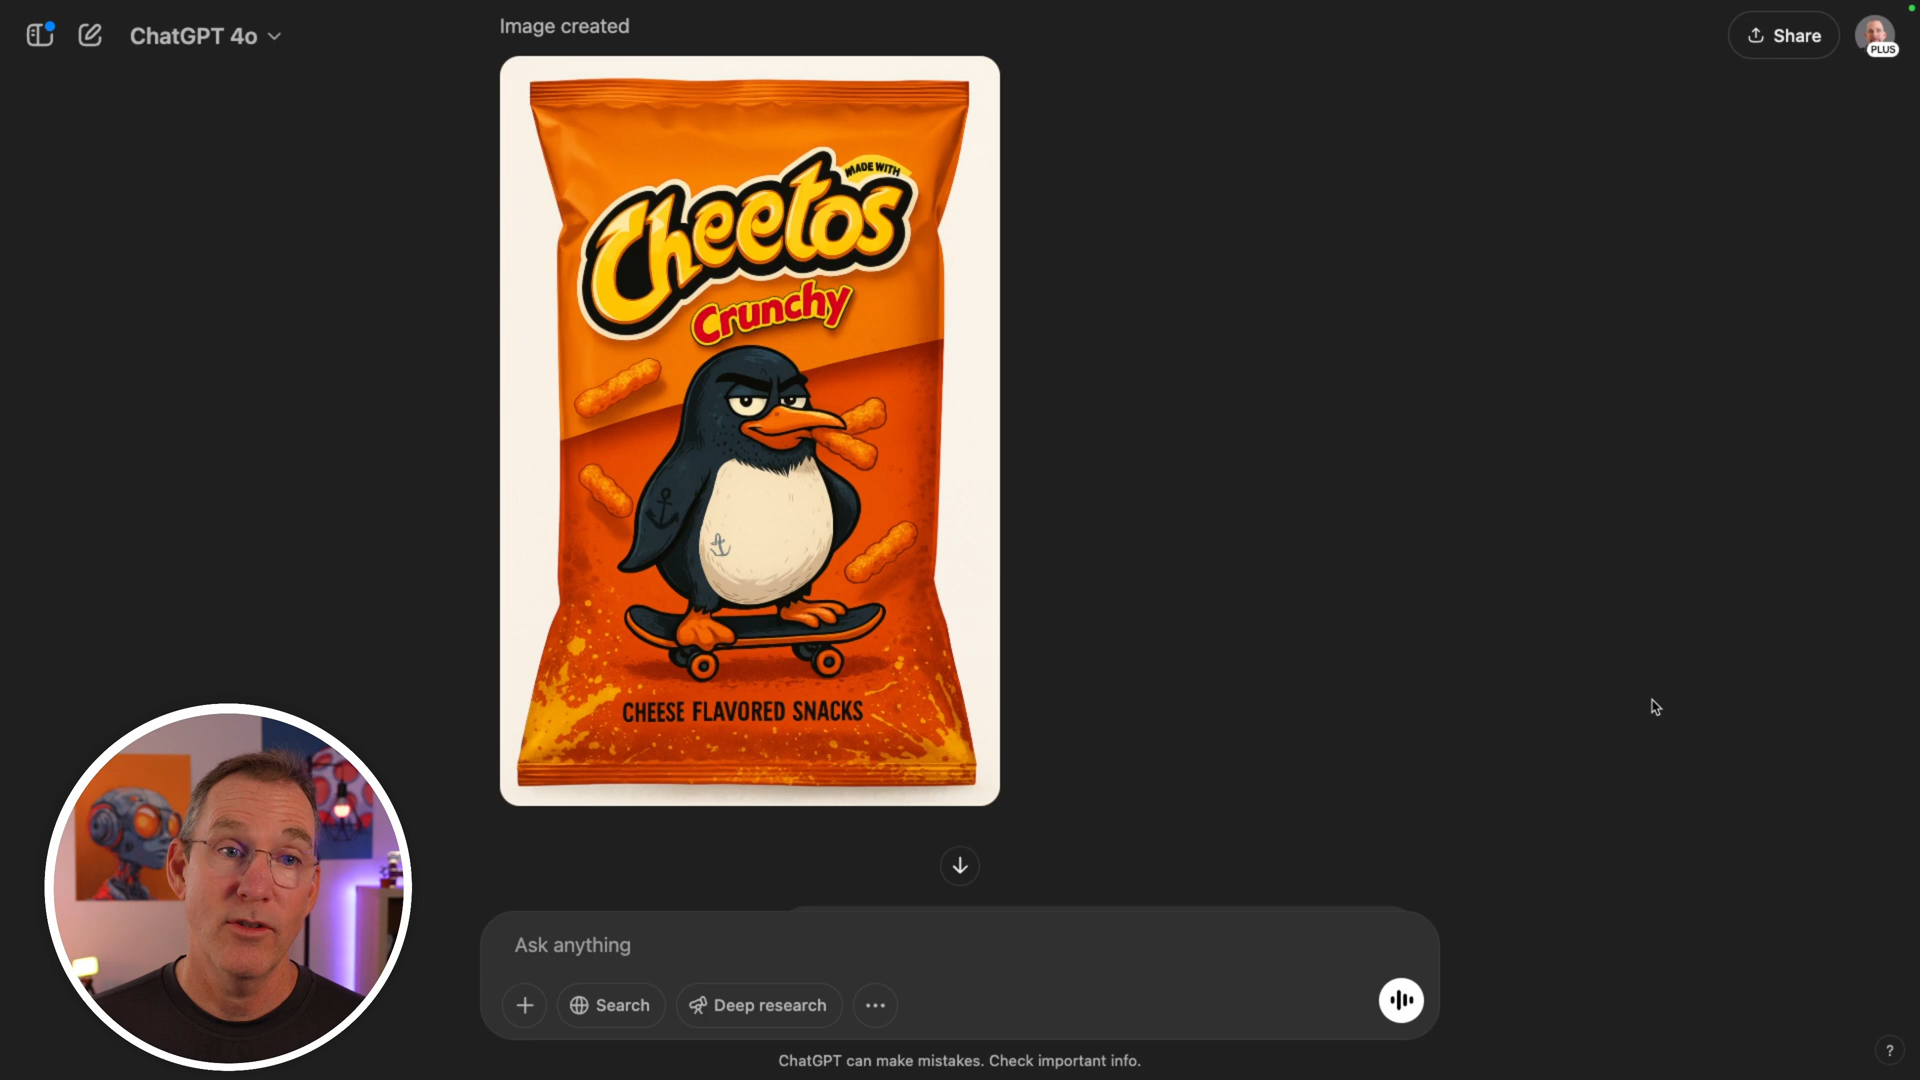 ChatGPT 4o
Image created
Share
PLUS
MADE WITH
Cheetos
Crunchy
CHEESE FLAVORED SNACKS
Ask anything
Search
Deep research
ChatGPT can make mistakes. Check important info.
?